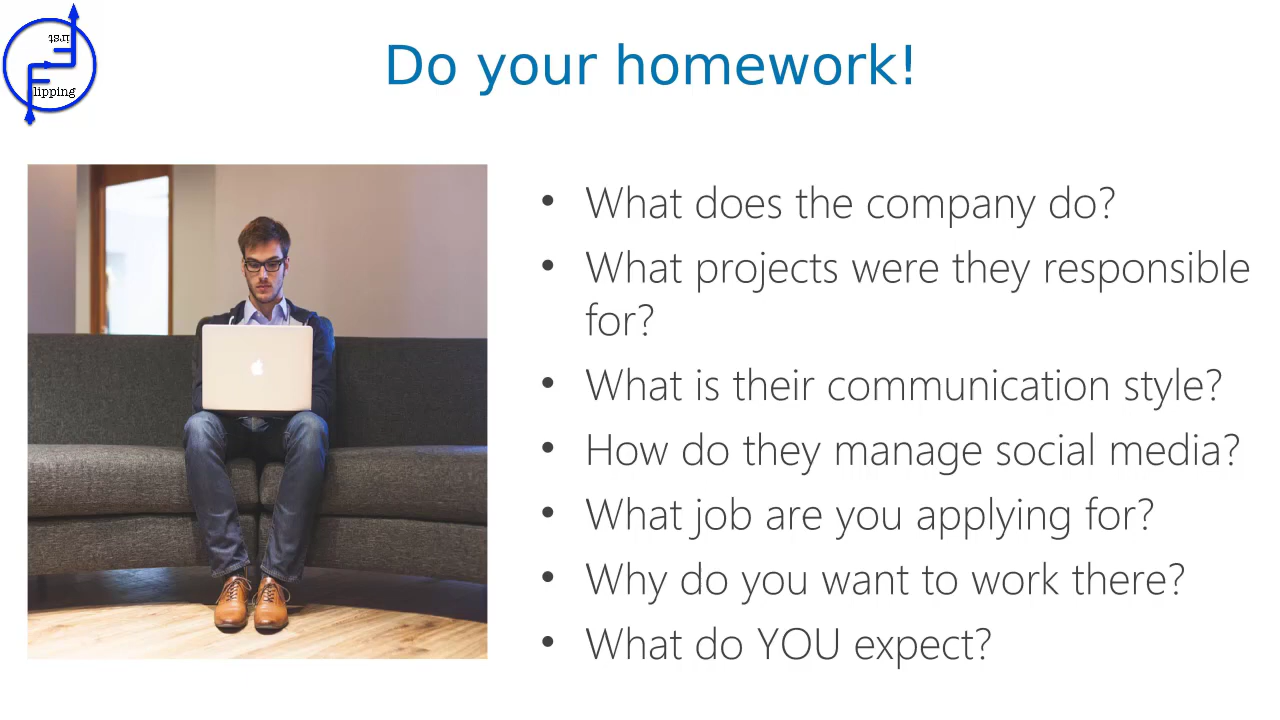 First
Flipping
Do your homework!
• What does the company do?
• What projects were they responsible
for?
• What is their communication style?
• How do they manage social media?
• What job are you applying for?
• Why do you want to work there?
• What do YOU expect?